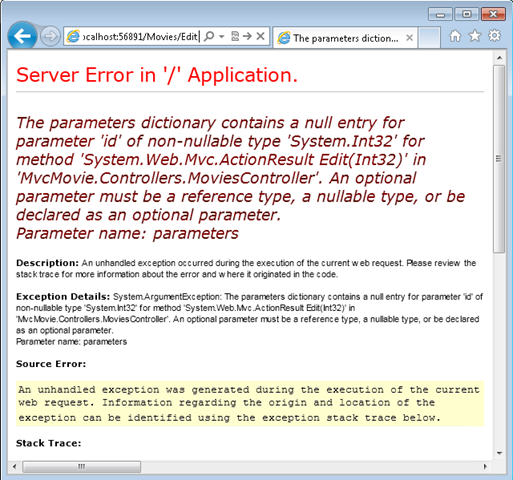 ocalhost:56891/Movies/Edit
The parameters diction...
Server Error in '/' Application.
The parameters dictionary contains a null entry for
parameter 'id' of non-nullable type 'System.Int32' for
method 'System.Web.Mvc.ActionResult Edit(Int32)' in
'MvcMovie.Controllers.MoviesController'. An optional
parameter must be a reference type, a nullable type, or be
declared as an optional parameter.
Parameter name: parameters
Description: An unhandled exception occurred during the execution of the current web request. Please review the
stack trace for more information about the error and where it originated in the code.
Exception Details: System.ArgumentException: The parameters dictionary contains a null entry for parameter 'id' of
non-nullable type 'System.Int32' for method 'System.Web.Mvc.ActionResult Edit(Int32)' in
'MvcMovie.Controllers.MoviesController'. An optional parameter must be a reference type, a nullable type, or be declared
as an optional parameter.
Parameter name: parameters
Source Error:
An unhandled exception was generated during the execution of the current
web request. Information regarding the origin and location of the
exception can be identified using the exception stack trace below.
Stack Trace: